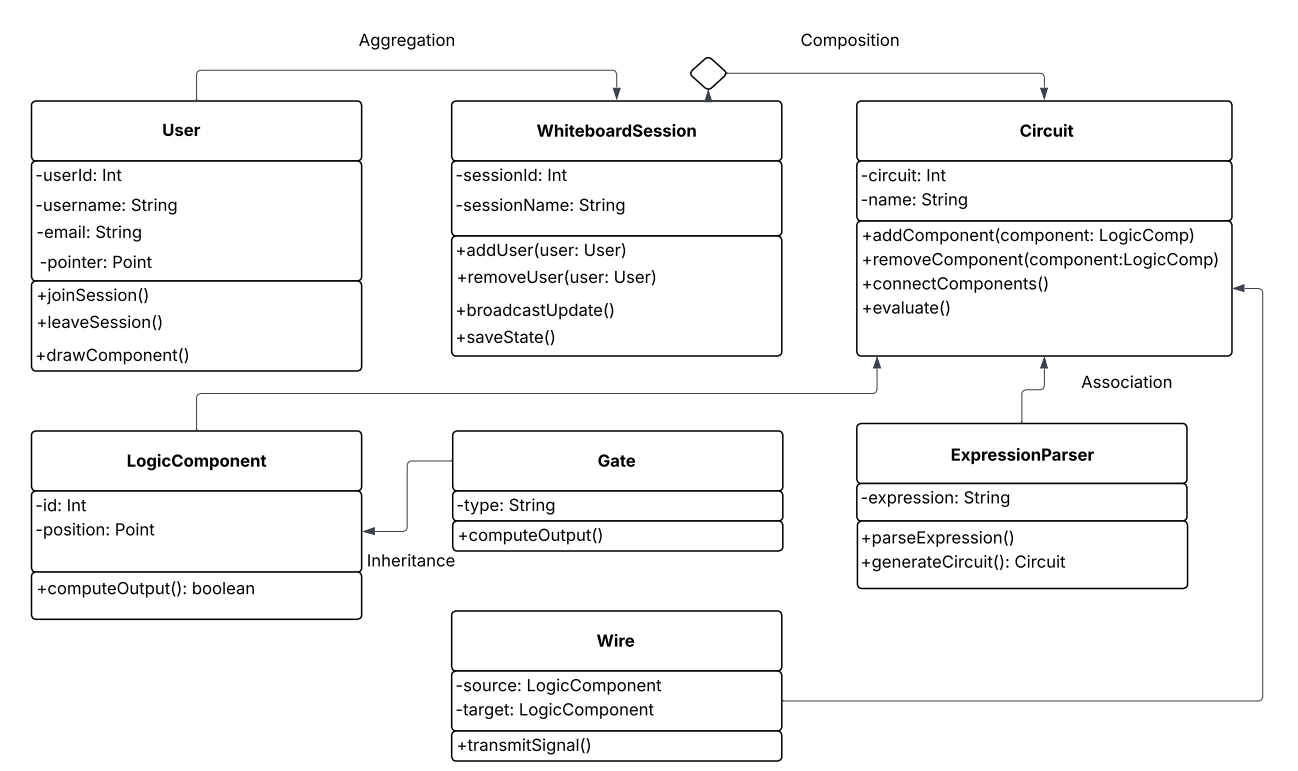 Aggregation
Composition
User
-userId: Int
-username: String
-email: String
-pointer: Point
+joinSession()
+leaveSession()
+drawComponent()
WhiteboardSession
-sessionId: Int
-sessionName: String
+addUser(user: User)
+removeUser(user: User)
+broadcastUpdate()
+saveState()
Circuit
-circuit: Int
-name: String
+addComponent(component: LogicComp)
+removeComponent(component:LogicComp)
+connectComponents()
+evaluate()
Association
LogicComponent
-id: Int
-position: Point
+computeOutput(): boolean
Inheritance
Gate
-type: String
+computeOutput()
ExpressionParser
-expression: String
+parseExpression()
+generateCircuit(): Circuit
Wire
-source: LogicComponent
-target: LogicComponent
+transmitSignal()